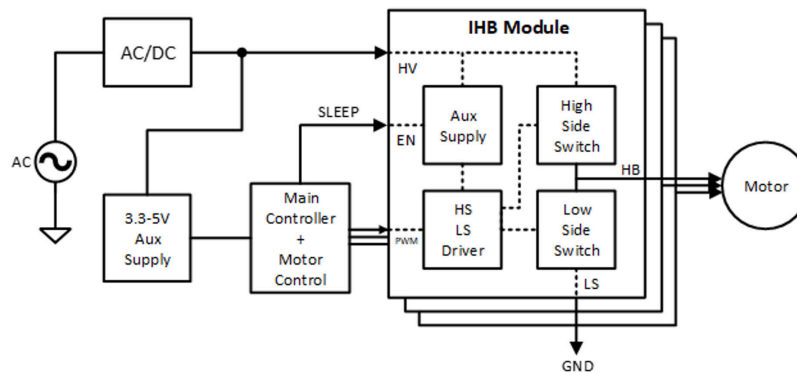 IHB Module
AC/DC
HV
SLEEP
EN
Aux
Supply
High
Side
Switch
AC
HB
Motor
3.3-5V
Aux
Supply
Main
Controller
+
Motor
Control
PWM
HS
LS
Driver
Low
Side
Switch
LS
GND